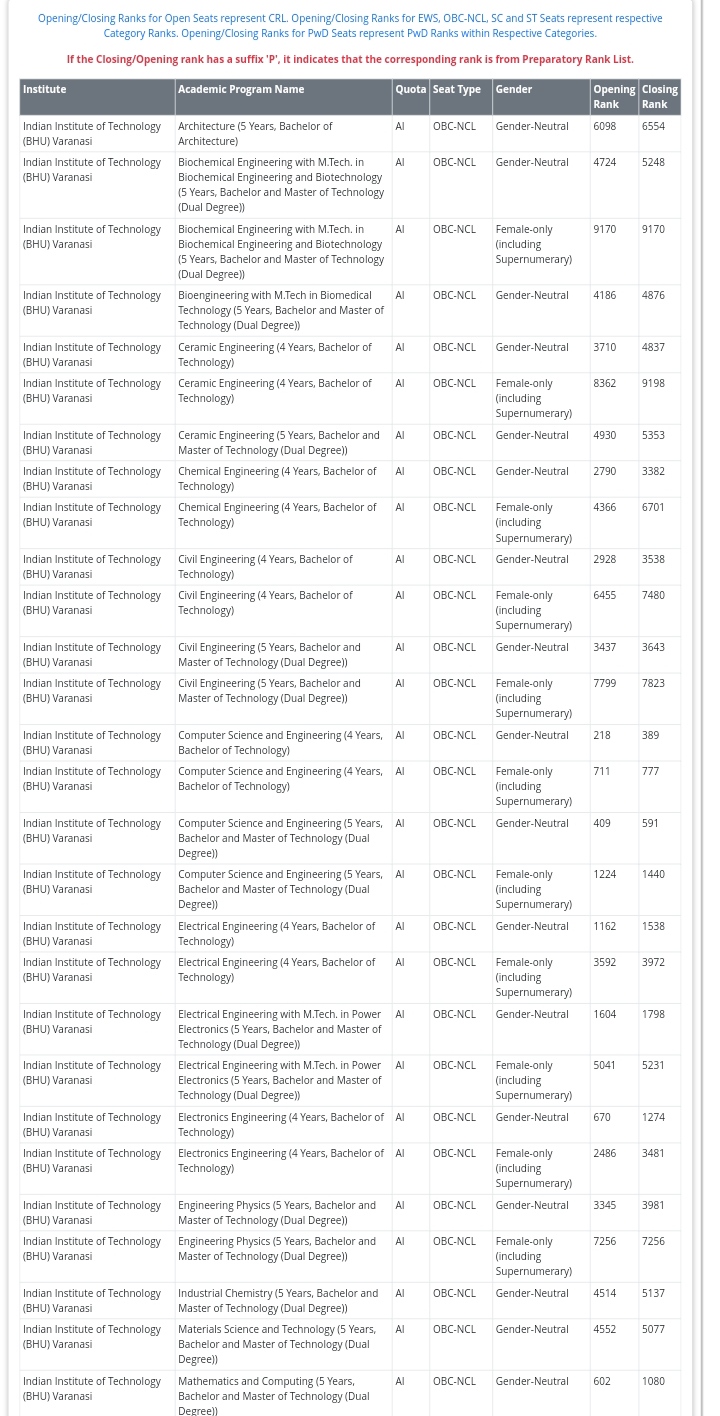 Opening/Closing Ranks for Open Seats represent CRL. Opening/Closing Ranks for EWS, OBC-NCL, SC and ST Seats represent respective
Category Ranks. Opening/Closing Ranks for PwD Seats represent PwD Ranks within Respective Categories.
If the Closing/Opening rank has a suffix 'P', it indicates that the corresponding rank is from Preparatory Rank List.
Institute Academic Program Name Quota Seat Type Gender Opening Closing
Rank Rank
Indian Institute of Technology Architecture (5 Years, Bachelor of AI OBC-NCL Gender-Neutral 6098 6554
(BHU) Varanasi Architecture)
Indian Institute of Technology Biochemical Engineering with M.Tech. in AI OBC-NCL Gender-Neutral 4724 5248
(BHU) Varanasi Biochemical Engineering and Biotechnology
(5 Years, Bachelor and Master of Technology
(Dual Degree))
Indian Institute of Technology Biochemical Engineering with M.Tech. in AI OBC-NCL Female-only 9170 9170
(BHU) Varanasi Biochemical Engineering and Biotechnology (including
(5 Years, Bachelor and Master of Technology Supernumerary)
(Dual Degree))
Indian Institute of Technology Bioengineering with M.Tech in Biomedical AI OBC-NCL Gender-Neutral 4186 4876
(BHU) Varanasi Technology (5 Years, Bachelor and Master of
Technology (Dual Degree))
Indian Institute of Technology Ceramic Engineering (4 Years, Bachelor of AI OBC-NCL Gender-Neutral 3710 4837
(BHU) Varanasi Technology)
Indian Institute of Technology Ceramic Engineering (4 Years, Bachelor of AI OBC-NCL Female-only 8362 9198
(BHU) Varanasi Technology) (including
Supernumerary)
Indian Institute of Technology Ceramic Engineering (5 Years, Bachelor and AI OBC-NCL Gender-Neutral 4930 5353
(BHU) Varanasi Master of Technology (Dual Degree))
Indian Institute of Technology Chemical Engineering (4 Years, Bachelor of AI OBC-NCL Gender-Neutral 2790 3382
(BHU) Varanasi Technology)
Indian Institute of Technology Chemical Engineering (4 Years, Bachelor of AI OBC-NCL Female-only 4366 6701
(BHU) Varanasi Technology) (including
Supernumerary)
Indian Institute of Technology Civil Engineering (4 Years, Bachelor of AI OBC-NCL Gender-Neutral 2928 3538
(BHU) Varanasi Technology)
Indian Institute of Technology Civil Engineering (4 Years, Bachelor of AI OBC-NCL Female-only 6455 7480
(BHU) Varanasi Technology) (including
Supernumerary)
Indian Institute of Technology Civil Engineering (5 Years, Bachelor and AI OBC-NCL Gender-Neutral 3437 3643
(BHU) Varanasi Master of Technology (Dual Degree))
Indian Institute of Technology Civil Engineering (5 Years, Bachelor and AI OBC-NCL Female-only 7799 7823
(BHU) Varanasi Master of Technology (Dual Degree)) (including
Supernumerary)
Indian Institute of Technology Computer Science and Engineering (4 Years, AI OBC-NCL Gender-Neutral 218 389
(BHU) Varanasi Bachelor of Technology)
Indian Institute of Technology Computer Science and Engineering (4 Years, AI OBC-NCL Female-only 711 777
(BHU) Varanasi Bachelor of Technology) (including
Supernumerary)
Indian Institute of Technology Computer Science and Engineering (5 Years, AI OBC-NCL Gender-Neutral 409 591
(BHU) Varanasi Bachelor and Master of Technology (Dual
Degree))
Indian Institute of Technology Computer Science and Engineering (5 Years, AI OBC-NCL Female-only 1224 1440
(BHU) Varanasi Bachelor and Master of Technology (Dual (including
Degree)) Supernumerary)
Indian Institute of Technology Electrical Engineering (4 Years, Bachelor of AI OBC-NCL Gender-Neutral 1162 1538
(BHU) Varanasi Technology)
Indian Institute of Technology Electrical Engineering (4 Years, Bachelor of AI OBC-NCL Female-only 3592 3972
(BHU) Varanasi Technology) (including
Supernumerary)
Indian Institute of Technology Electrical Engineering with M.Tech. in Power AI OBC-NCL Gender-Neutral 1604 1798
(BHU) Varanasi Electronics (5 Years, Bachelor and Master of
Technology (Dual Degree))
Indian Institute of Technology Electrical Engineering with M.Tech. in Power AI OBC-NCL Female-only 5041 5231
(BHU) Varanasi Electronics (5 Years, Bachelor and Master of (including
Technology (Dual Degree)) Supernumerary)
Indian Institute of Technology Electronics Engineering (4 Years, Bachelor of AI OBC-NCL Gender-Neutral 670 1274
(BHU) Varanasi Technology)
Indian Institute of Technology Electronics Engineering (4 Years, Bachelor of AI OBC-NCL Female-only 2486 3481
(BHU) Varanasi Technology) (including
Supernumerary)
Indian Institute of Technology Engineering Physics (5 Years, Bachelor and AI OBC-NCL Gender-Neutral 3345 3981
(BHU) Varanasi Master of Technology (Dual Degree))
Indian Institute of Technology Engineering Physics (5 Years, Bachelor and AI OBC-NCL Female-only 7256 7256
(BHU) Varanasi Master of Technology (Dual Degree)) (including
Supernumerary)
Indian Institute of Technology Industrial Chemistry (5 Years, Bachelor and AI OBC-NCL Gender-Neutral 4514 5137
(BHU) Varanasi Master of Technology (Dual Degree))
Indian Institute of Technology Materials Science and Technology (5 Years, AI OBC-NCL Gender-Neutral 4552 5077
(BHU) Varanasi Bachelor and Master of Technology (Dual
Degree))
Indian Institute of Technology Mathematics and Computing (5 Years, AI OBC-NCL Gender-Neutral 602 1080
(BHU) Varanasi Bachelor and Master of Technology (Dual
Degree))